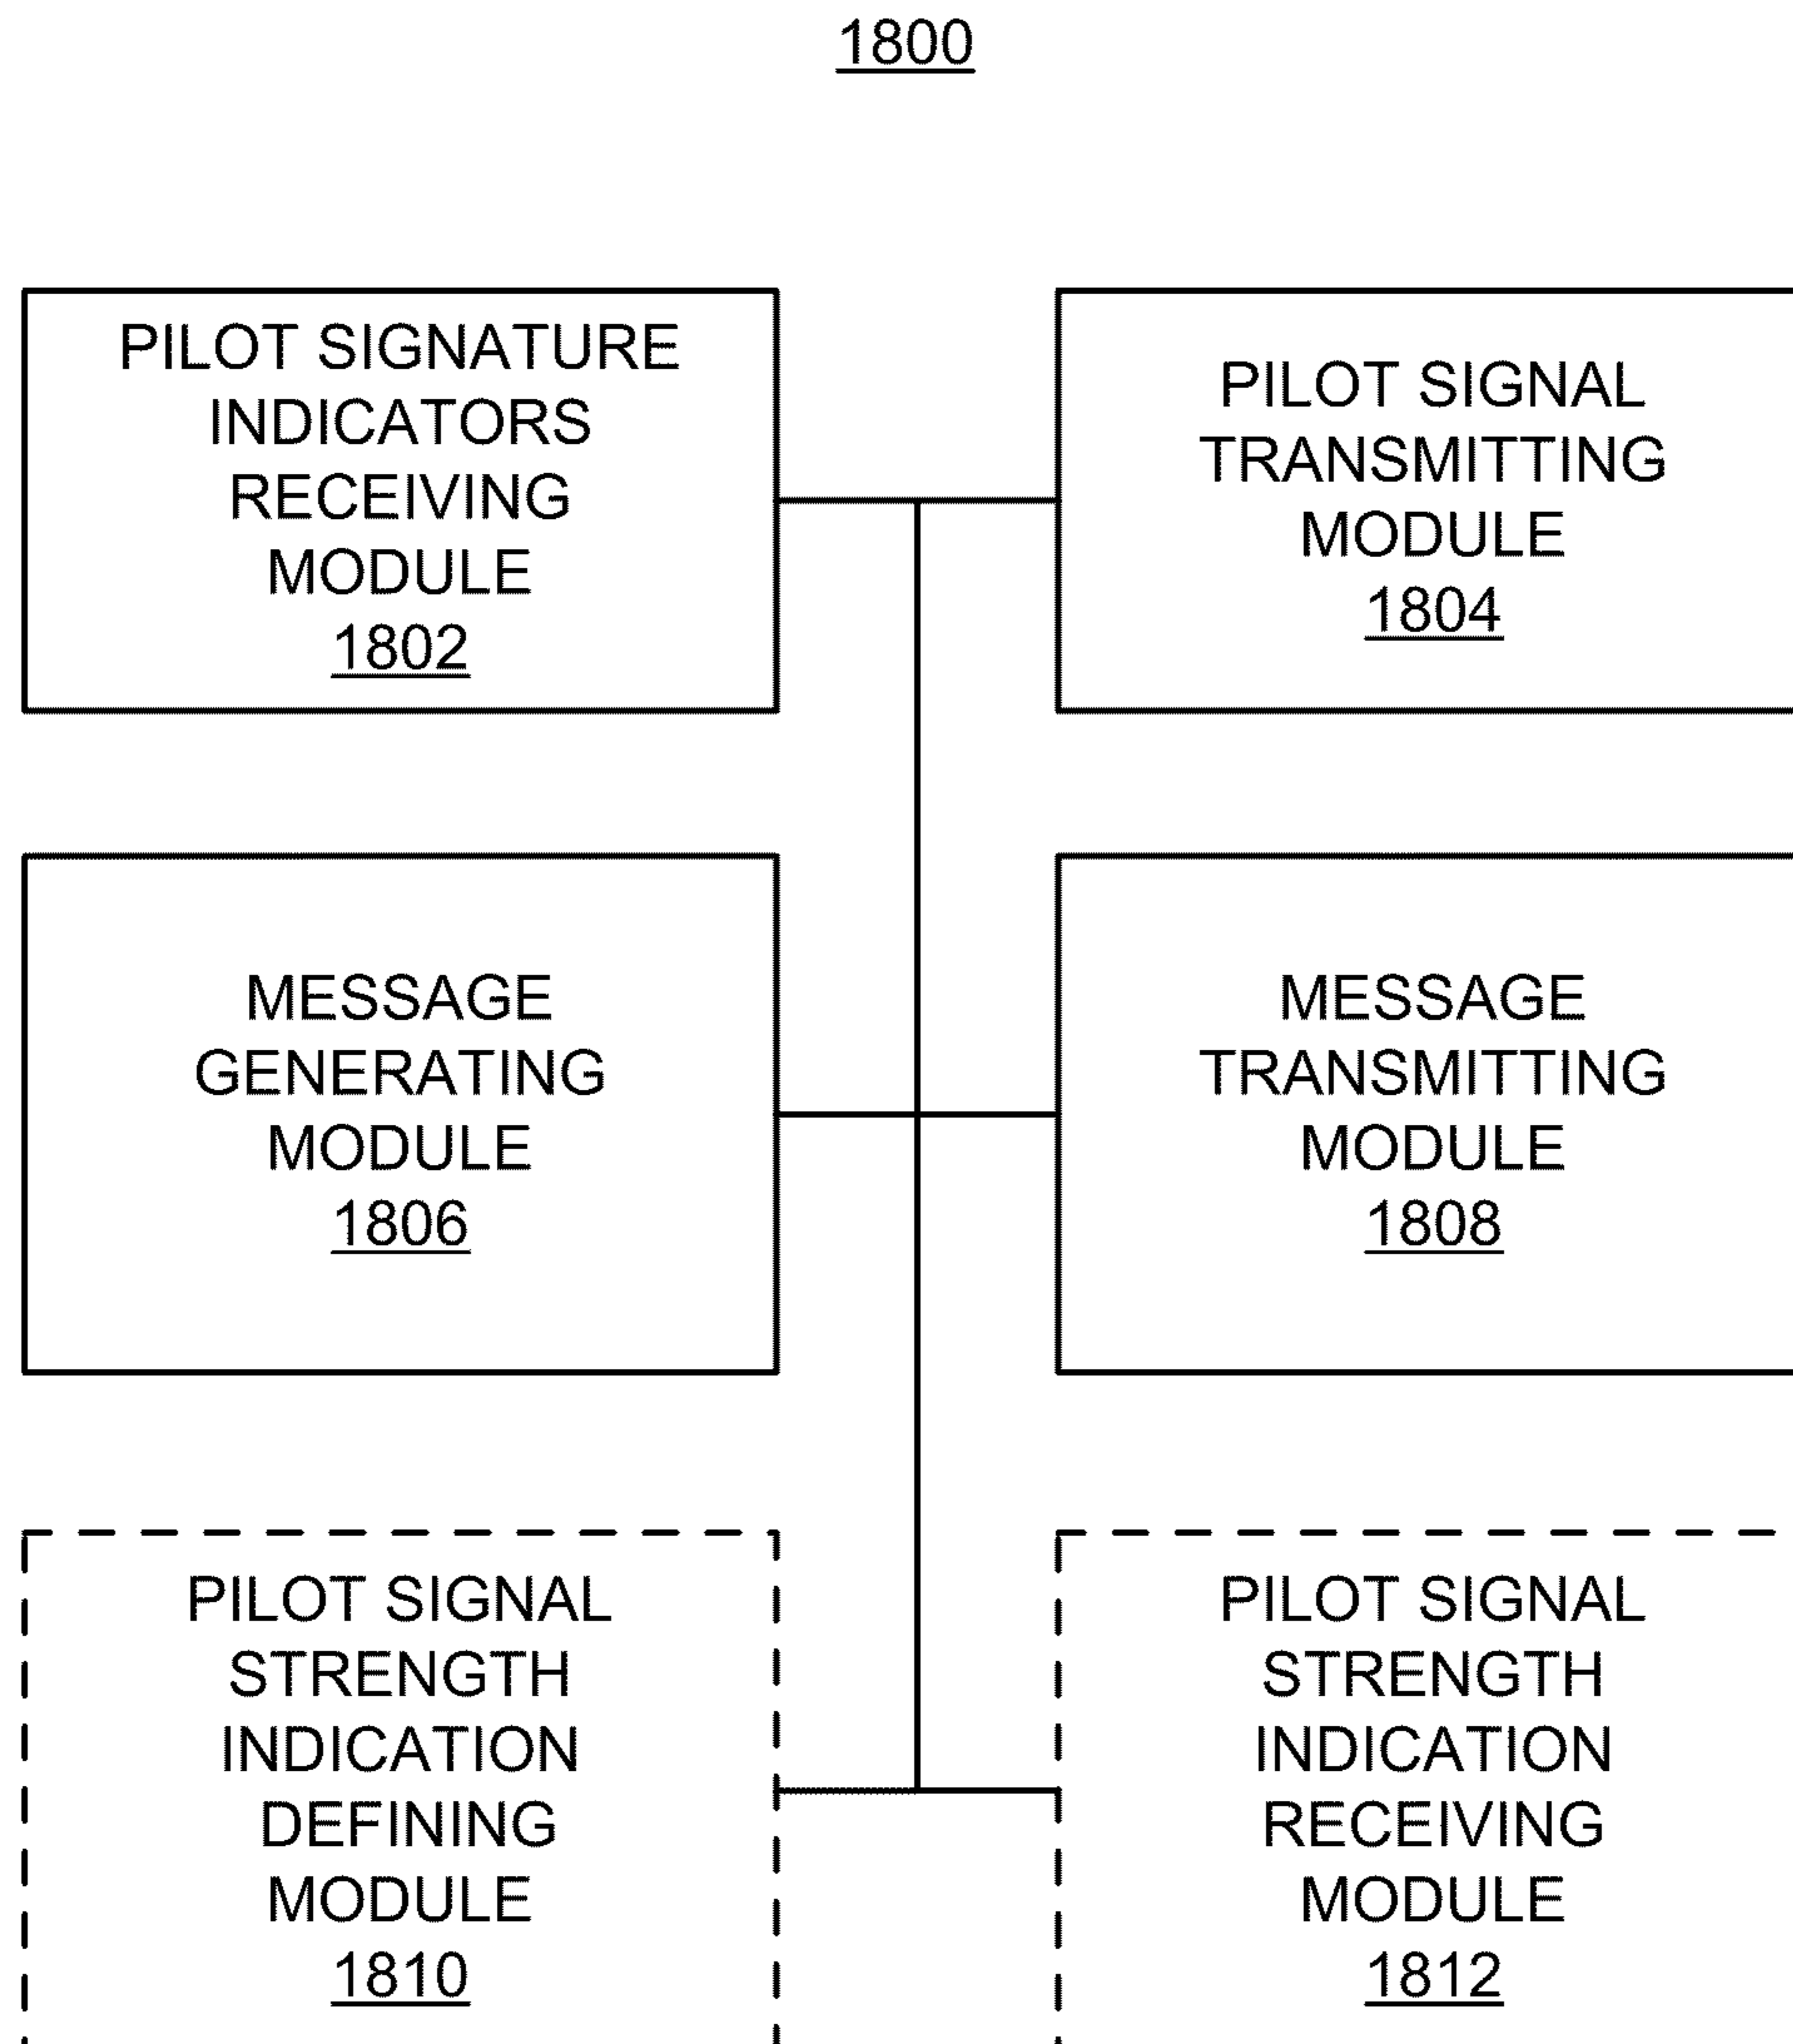 1800
PILOT SIGNATURE
INDICATORS
RECEIVING
MODULE
1802
PILOT SIGNAL
TRANSMITTING
MODULE
1804
MESSAGE
GENERATING
MODULE
1806
MESSAGE
TRANSMITTING
MODULE
1808
PILOT SIGNAL
STRENGTH
INDICATION
DEFINING
MODULE
1810
PILOT SIGNAL
STRENGTH
INDICATION
RECEIVING
MODULE
1812